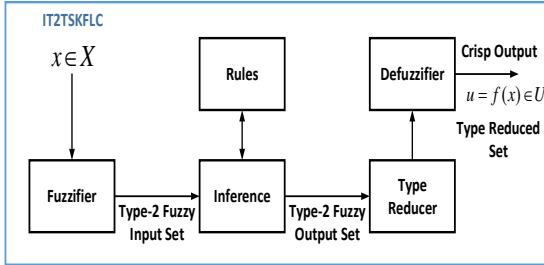 IT2TSKFLC
x∈X
Rules
Defuzzifier
Crisp Output
u = f(x)∈U
Type Reduced
Set
Fuzzifier
Type-2 Fuzzy
Input Set
Inference
Type-2 Fuzzy
Output Set
Type
Reducer